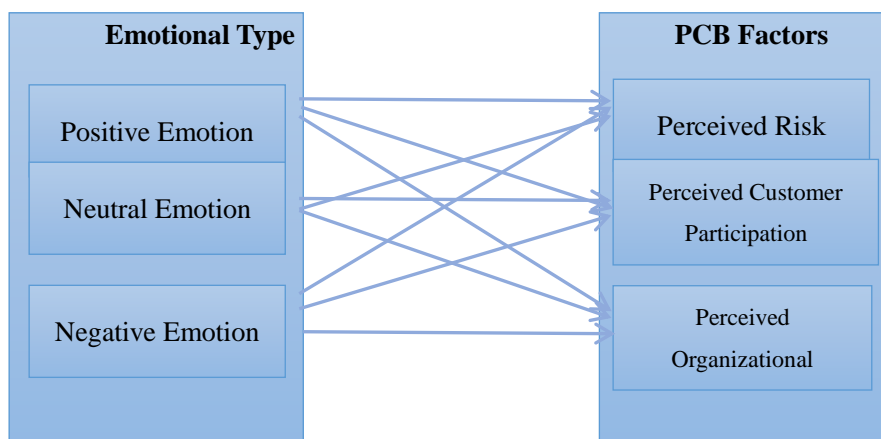 Emotional Type
Positive Emotion
Neutral Emotion
Negative Emotion
PCB Factors
Perceived Risk
Perceived Customer
Participation
Perceived
Organizational